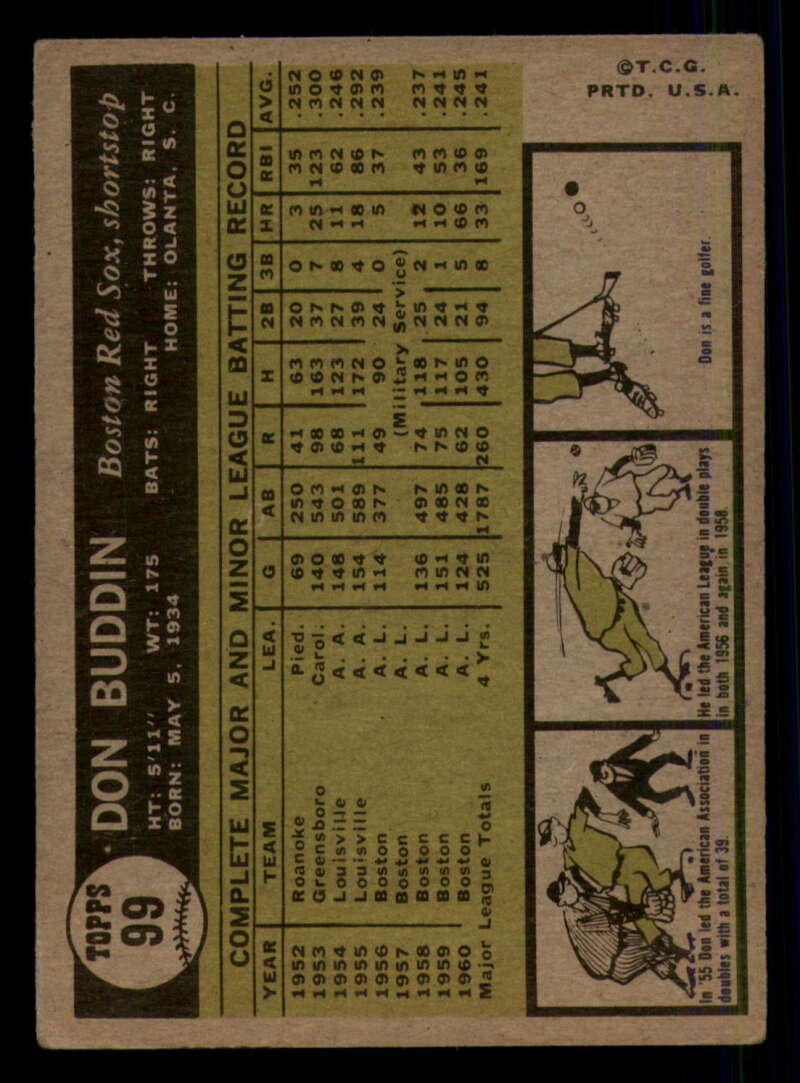 TOPPS
99
DON BUDDIN Boston Red Sox, shortstop
HT: 5'11" WT: 175 BATS: RIGHT THROWS: RIGHT
BORN: MAY 5, 1934 HOME: OLANTA, S. C.
COMPLETE MAJOR AND MINOR LEAGUE BATTING RECORD
YEAR TEAM LEA. G AB R H 2B 3B HR RBI AVG.
1952 Roanoke Pied. 69 250 41 63 20 0 3 35 .252
1953 Greensboro Carol. 140 543 98 163 37 7 25 123 .300
1954 Louisville A. A. 148 501 68 123 27 8 11 62 .246
1955 Louisville A. A. 154 589 111 172 39 4 18 86 .292
1956 Boston A. L. 114 377 49 90 24 0 5 37 .239
1957 Boston A. L. (Military Service)
1958 Boston A. L. 136 497 74 118 25 2 12 43 .237
1959 Boston A. L. 151 485 75 117 24 1 10 53 .241
1960 Boston A. L. 124 428 62 105 21 5 66 36 .245
Major League Totals 4 Yrs. 525 1787 260 430 94 8 33 169 .241
In '55 Don led the American Association in
doubles with a total of 39.
He led the American League in double plays
in both 1956 and again in 1958.
Don is a fine golfer.
©T.C.G.
PRTD. U.S.A.